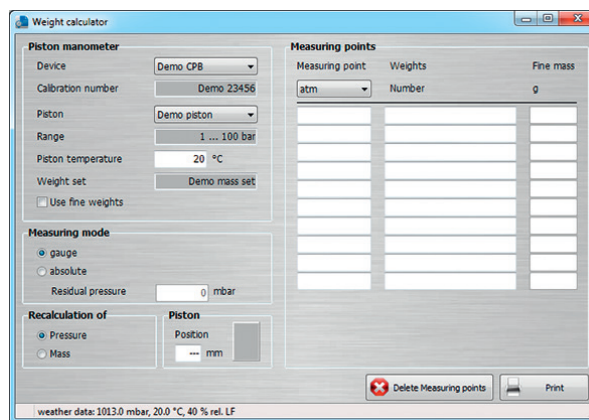 Weight calculator
Piston manometer
Device
Demo CPB
Calibration number
Demo 23456
Piston
Demo piston
Range
1 ... 100 bar
Piston temperature
20 °C
Weight set
Demo mass set
Use fine weights
Measuring mode
gauge
absolute
Residual pressure
0 mbar
Recalculation of
Pressure
Mass
Piston
Position
--- mm
Measuring points
Measuring point Weights Fine mass
atm Number g
Delete Measuring points
Print
weather data: 1013.0 mbar, 20.0 °C, 40 % rel. LF